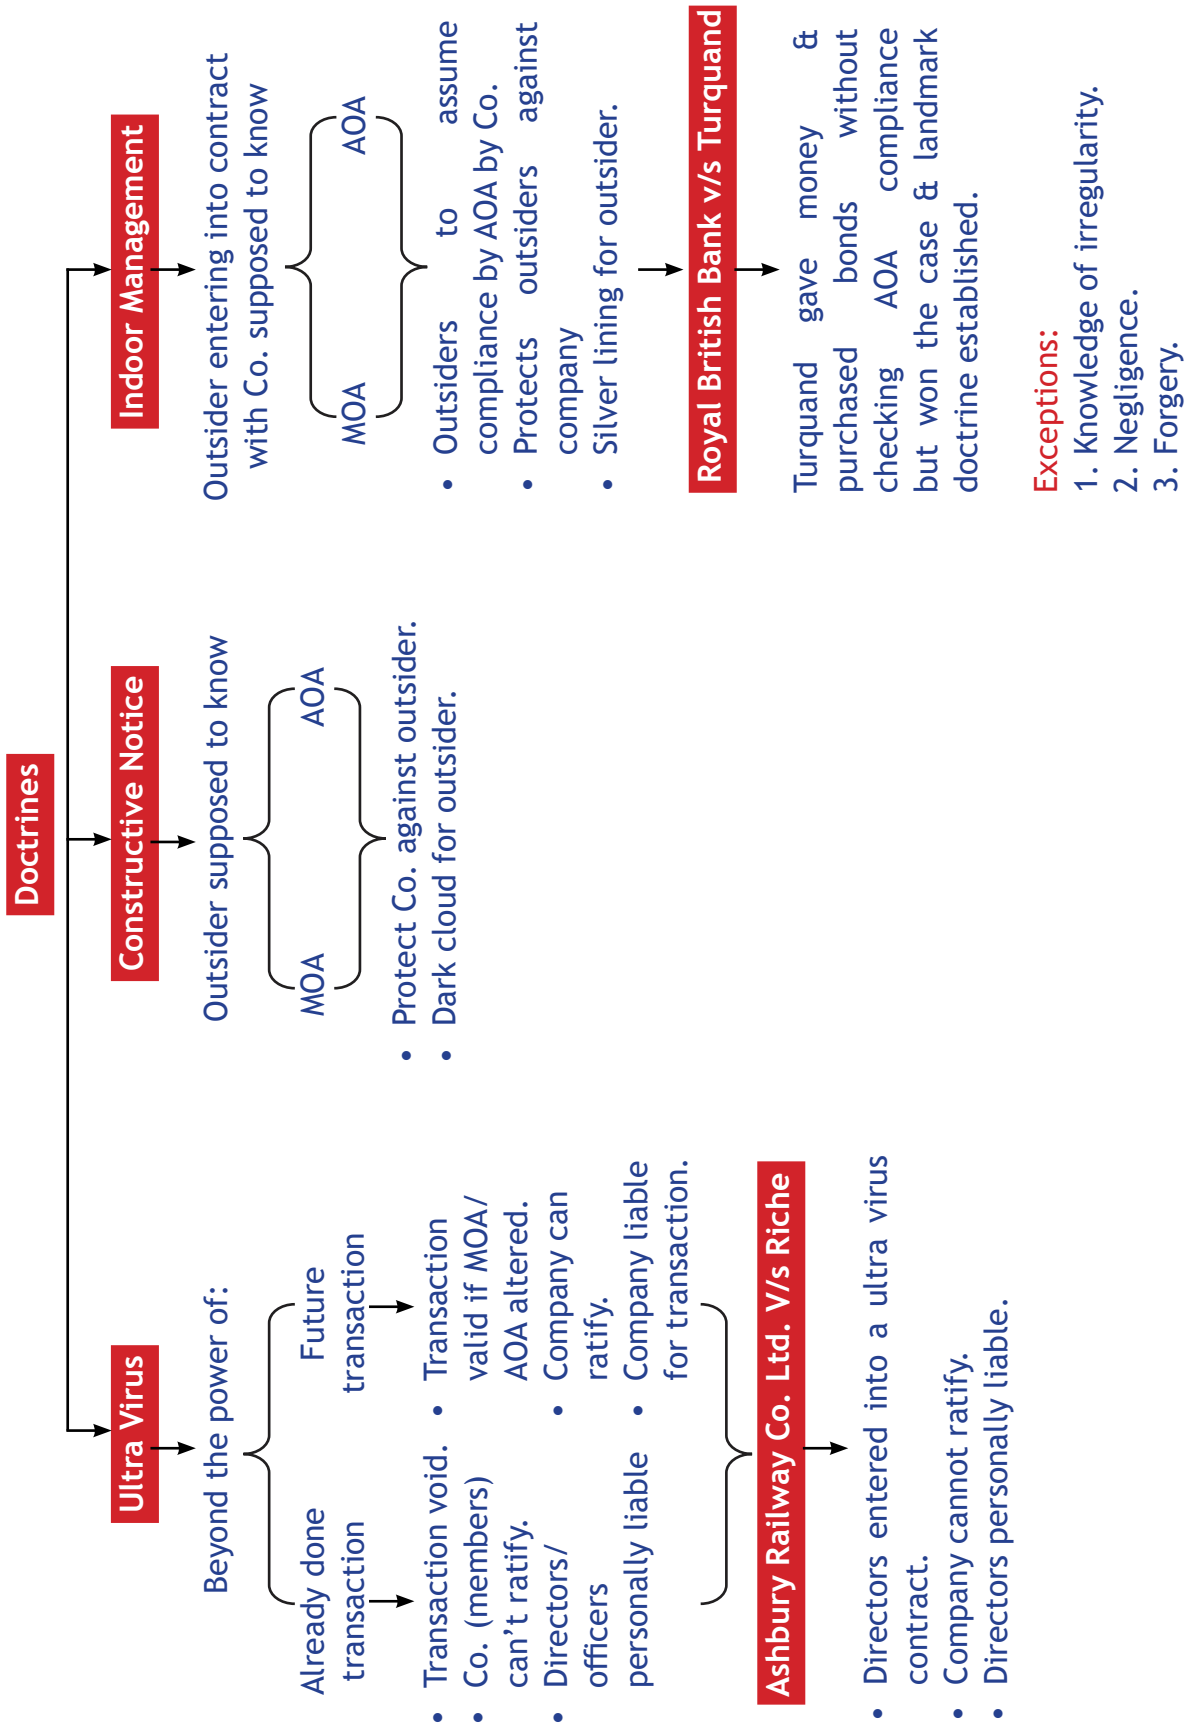 Doctrines
Ultra Virus
Beyond the power of:
Already done
transaction
• Transaction void.
• Co. (members)
can't ratify.
• Directors/
officers
personally liable
Future
transaction
• Transaction
valid if MOA/
AOA altered.
• Company can
ratify.
• Company liable
for transaction.
Ashbury Railway Co. Ltd. V/s Riche
• Directors entered into a ultra virus
contract.
• Company cannot ratify.
• Directors personally liable.
Constructive Notice
Outsider supposed to know
MOA AOA
• Protect Co. against outsider.
• Dark cloud for outsider.
Indoor Management
Outsider entering into contract
with Co. supposed to know
MOA AOA
• Outsiders to assume
compliance by AOA by Co.
• Protects outsiders against
company
• Silver lining for outsider.
Royal British Bank v/s Turquand
Turquand gave money &
purchased bonds without
checking AOA compliance
but won the case & landmark
doctrine established.
Exceptions:
1. Knowledge of irregularity.
2. Negligence.
3. Forgery.